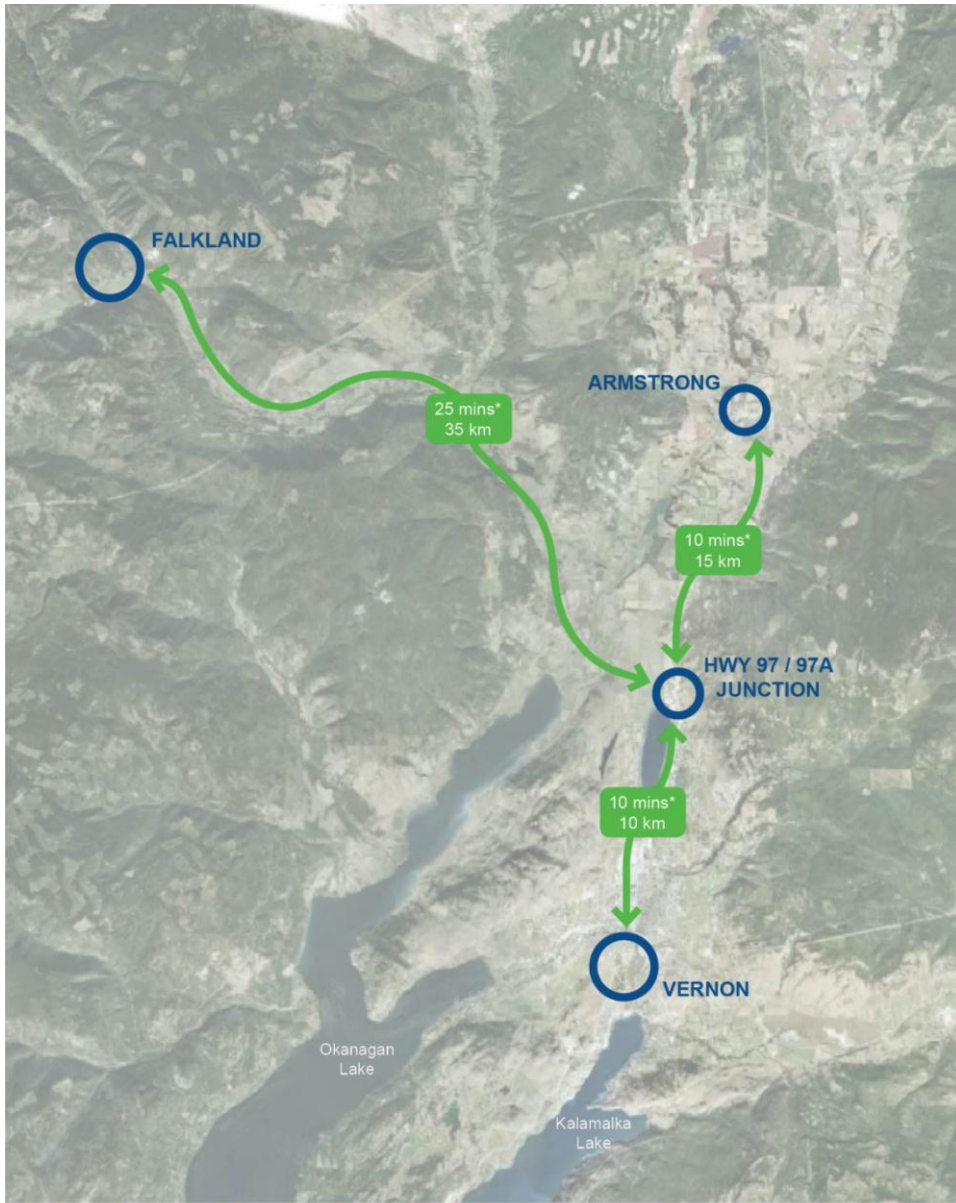 FALKLAND
ARMSTRONG
25 mins*
35 km
10 mins*
15 km
HWY 97 / 97A
JUNCTION
10 mins*
10 km
VERNON
Okanagan
Lake
Kalamalka
Lake